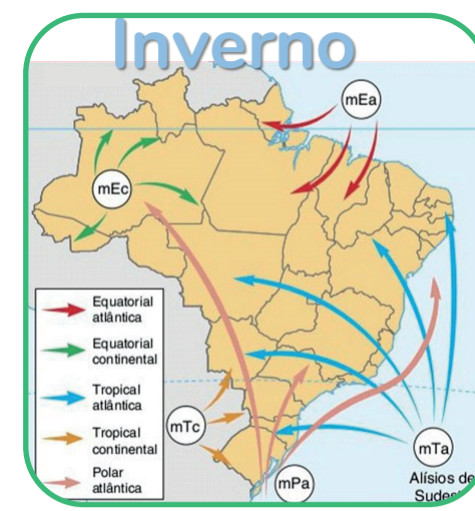 Inverno
mEa
mEc
Equatorial
atlântica
Equatorial
continental
Tropical
atlântica
Tropical
continental
Polar
atlântica
mTc
mPa
mTa
Alísios de